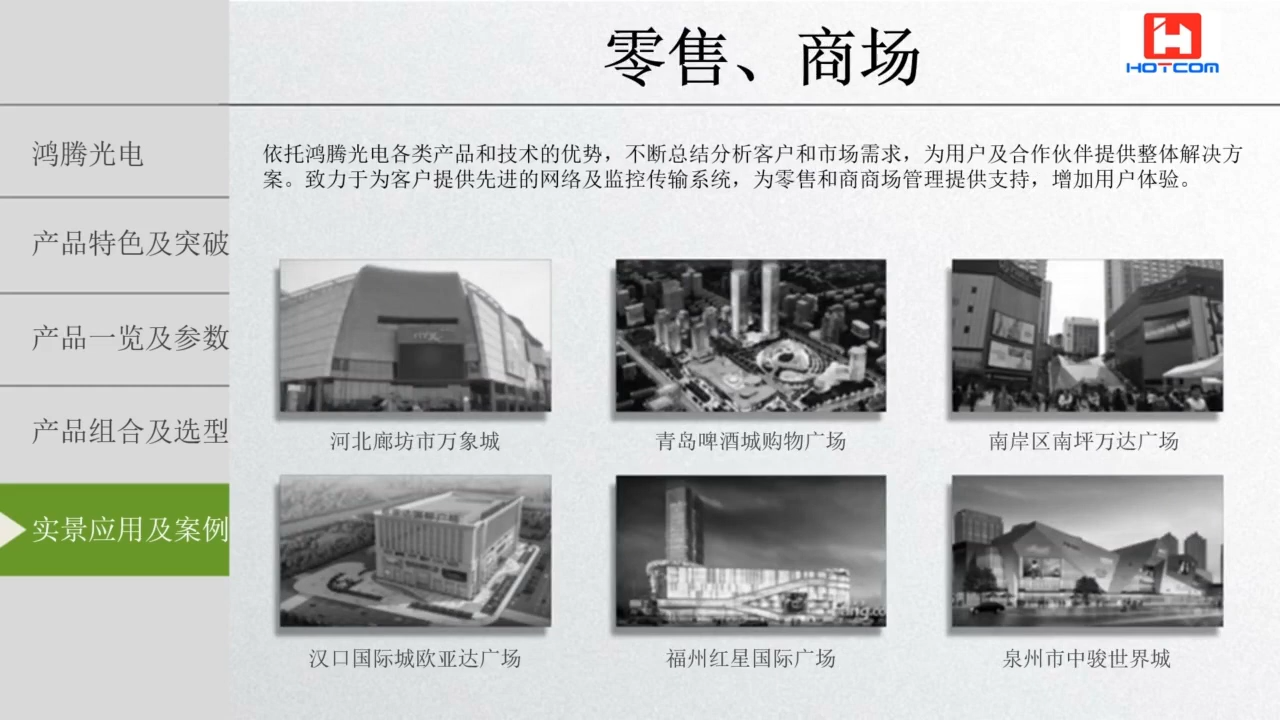 零售、商场
HOTCOM
鸿腾光电
产品特色及突破
产品一览及参数
产品组合及选型
实景应用及案例
依托鸿腾光电各类产品和技术的优势，不断总结分析客户和市场需求，为用户及合作伙伴提供整体解决方
案。致力于为客户提供先进的网络及监控传输系统，为零售和商商场管理提供支持，增加用户体验。
河北廊坊市万象城
青岛啤酒城购物广场
南岸区南坪万达广场
汉口国际城欧亚达广场
福州红星国际广场
泉州市中骏世界城